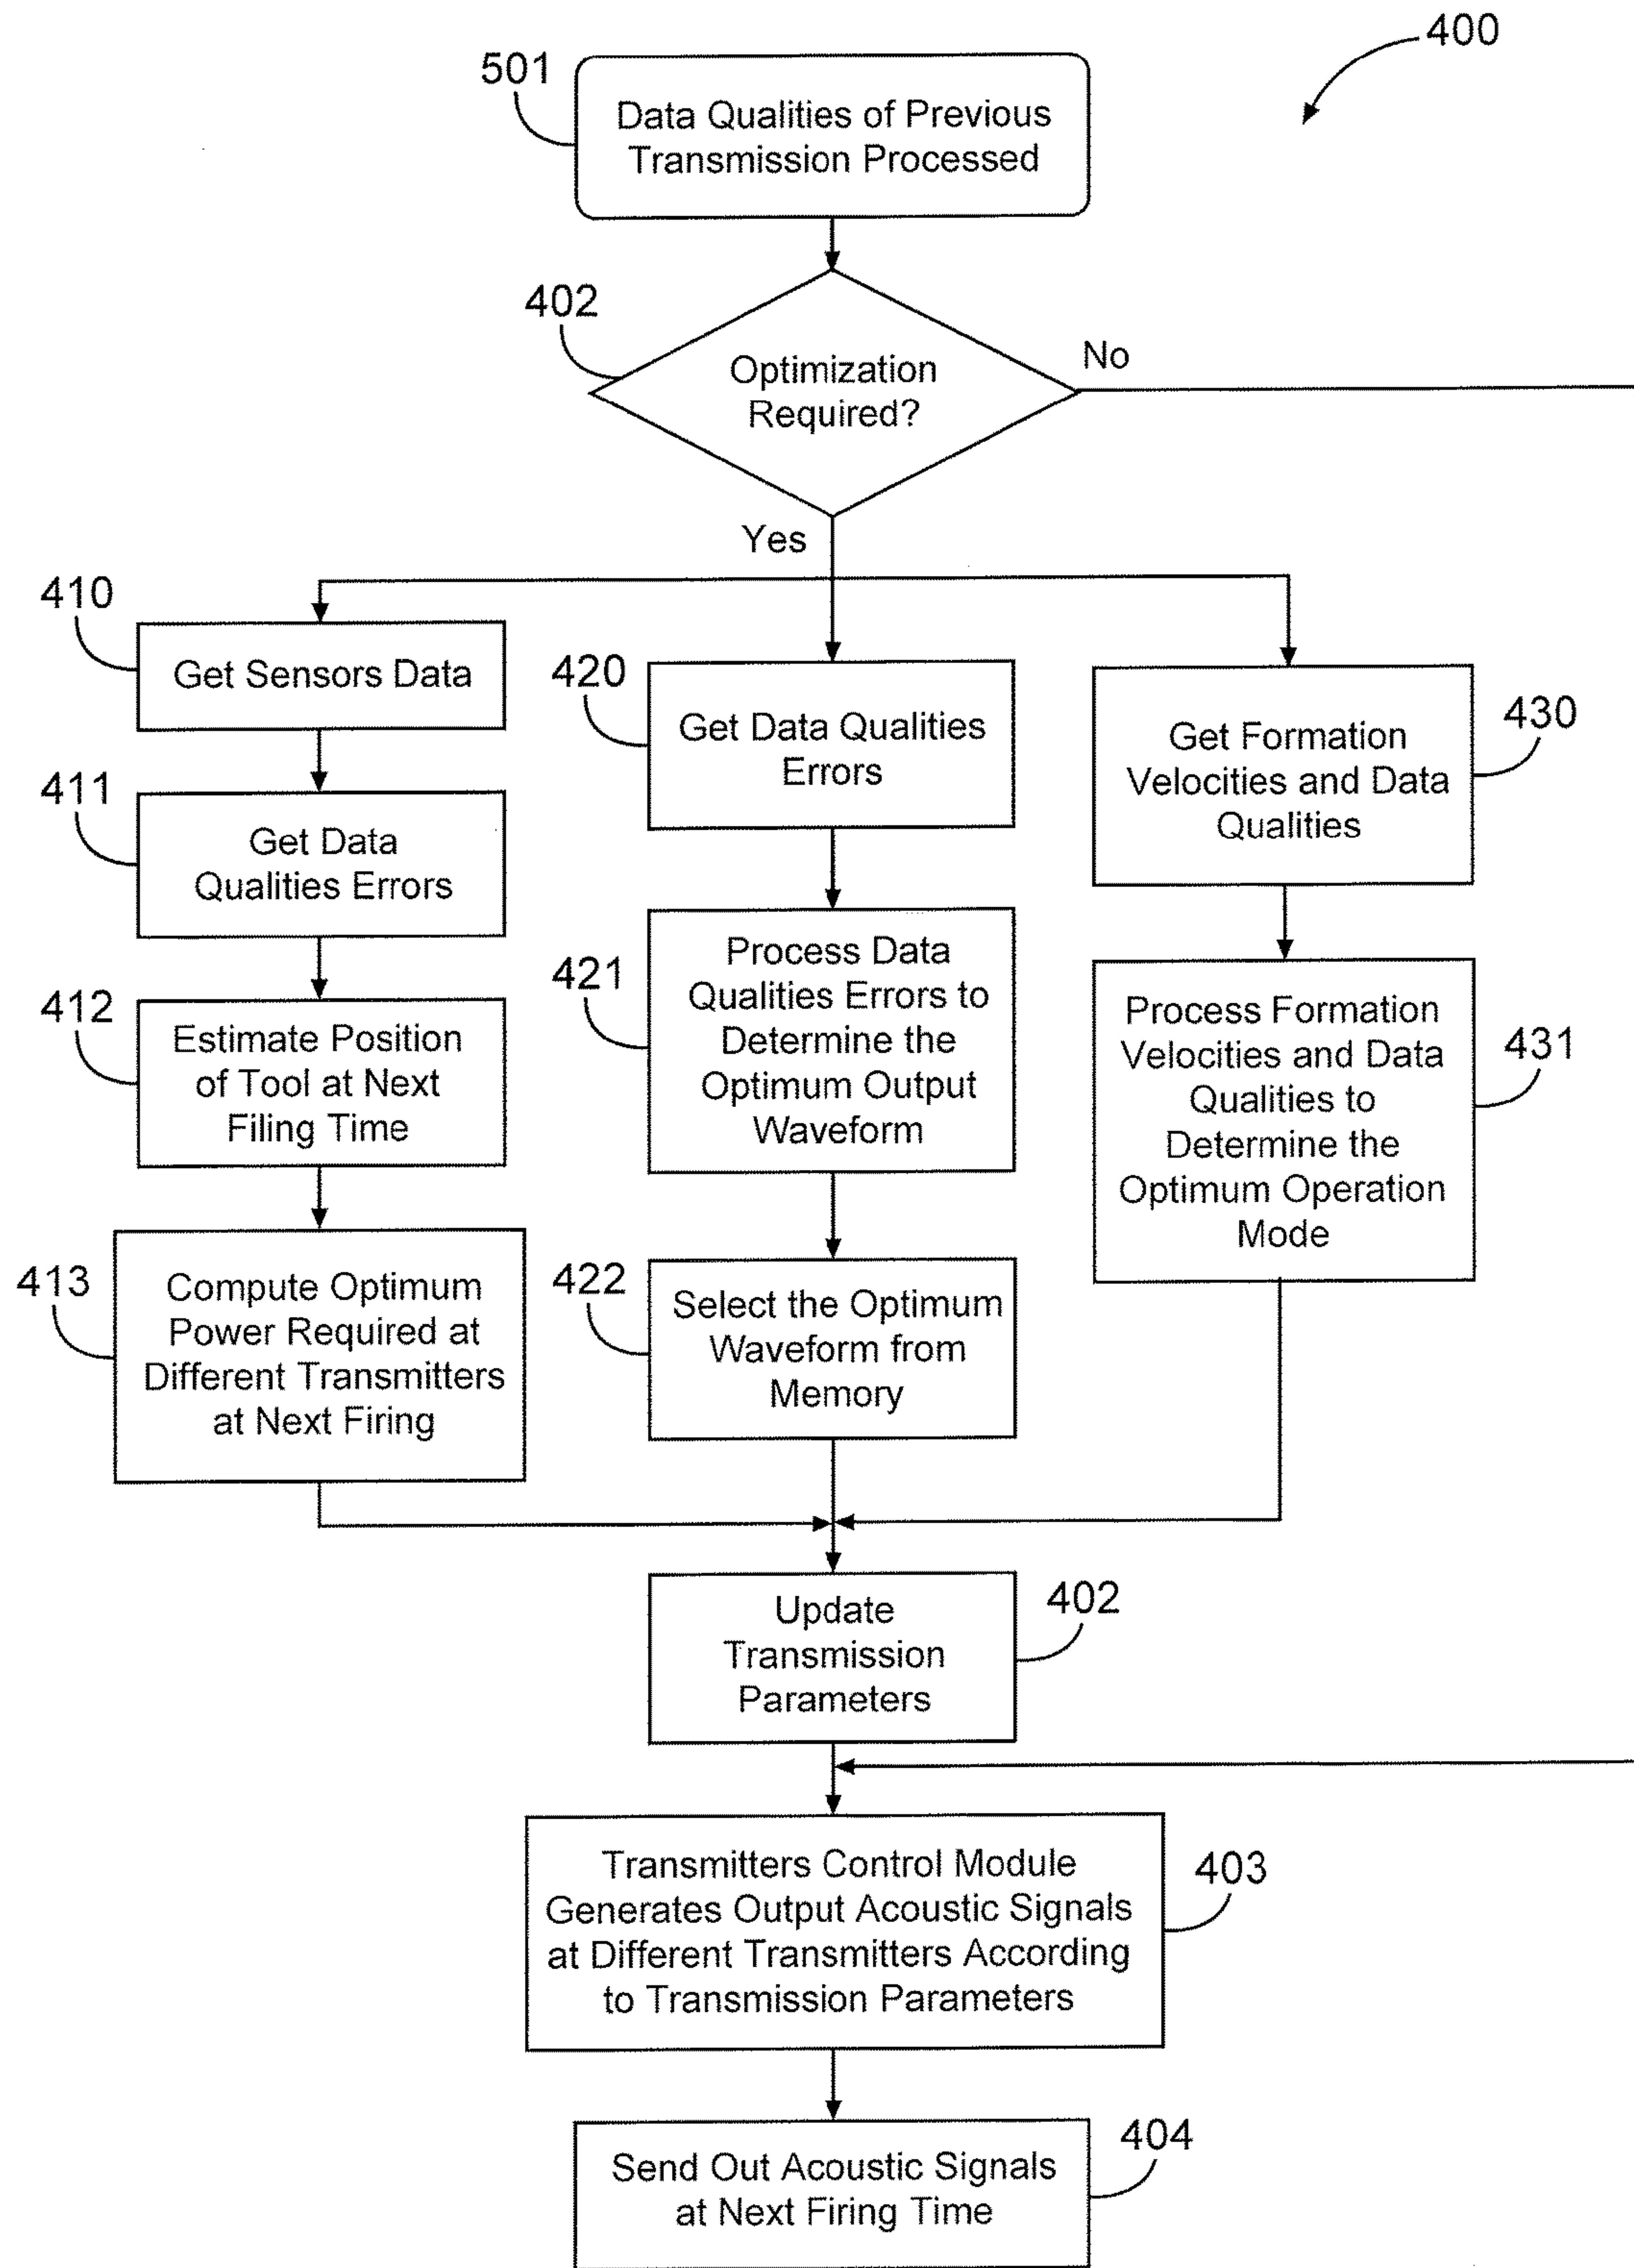 400
501
Data Qualities of Previous
Transmission Processed
402
Optimization
Required?
No
Yes
410
Get Sensors Data
411
Get Data
Qualities Errors
412
Estimate Position
of Tool at Next
Filing Time
413
Compute Optimum
Power Required at
Different Transmitters
at Next Firing
420
Get Data Qualities
Errors
421
Process Data
Qualities Errors to
Determine the
Optimum Output
Waveform
422
Select the Optimum
Waveform from
Memory
430
Get Formation
Velocities and Data
Qualities
431
Process Formation
Velocities and Data
Qualities to
Determine the
Optimum Operation
Mode
402
Update
Transmission
Parameters
403
Transmitters Control Module
Generates Output Acoustic Signals
at Different Transmitters According
to Transmission Parameters
404
Send Out Acoustic Signals
at Next Firing Time